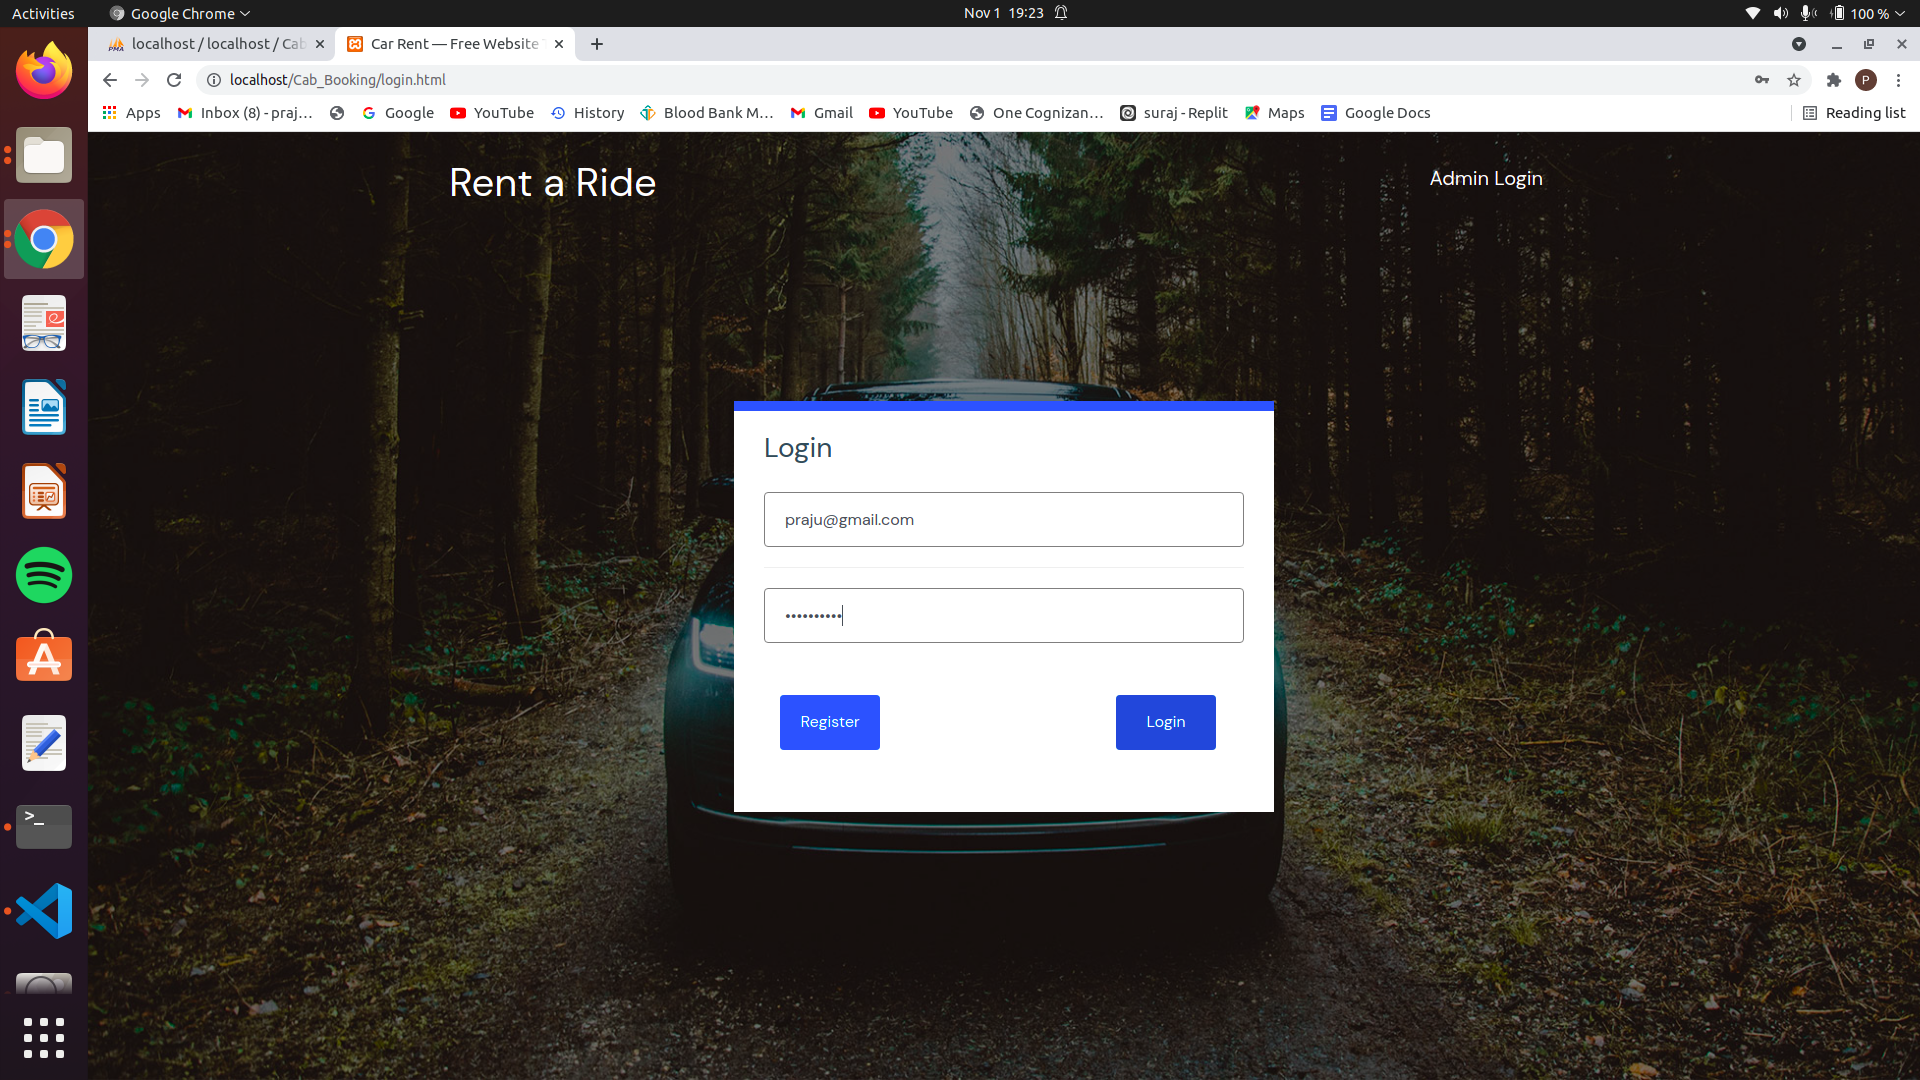 Activities
Google Chrome
Nov 1 19:23
100 %
localhost / localhost / Cab
Car Rent — Free Website
localhost/Cab_Booking/login.html
P
Apps
Inbox (8) - praj...
Google
YouTube
History
Blood Bank M...
Gmail
YouTube
One Cognizan...
suraj - Replit
Maps
Google Docs
Reading list
Rent a Ride
Admin Login
Login
praju@gmail.com
••••••••••
Register
Login